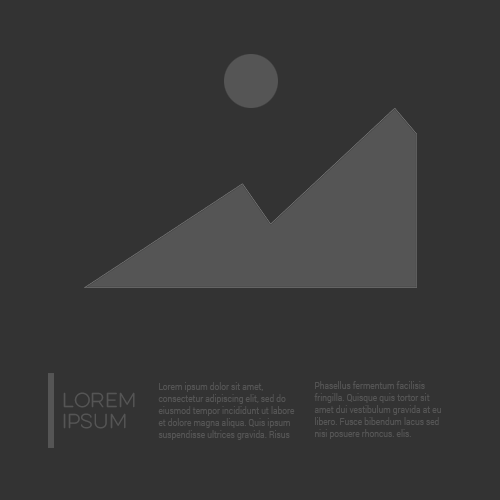 LOREM
IPSUM
Lorem ipsum dolor sit amet,
consectetur adipiscing elit, sed do
eiusmod tempor incididunt ut labore
et dolore magna aliqua. Quis ipsum
suspendisse ultrices gravida. Risus
Phasellus fermentum facilisis
fringilla. Quisque quis tortor sit
amet dui vestibulum gravida at eu
libero. Fusce bibendum lacus sed
nisi posuere rhoncus. elis.